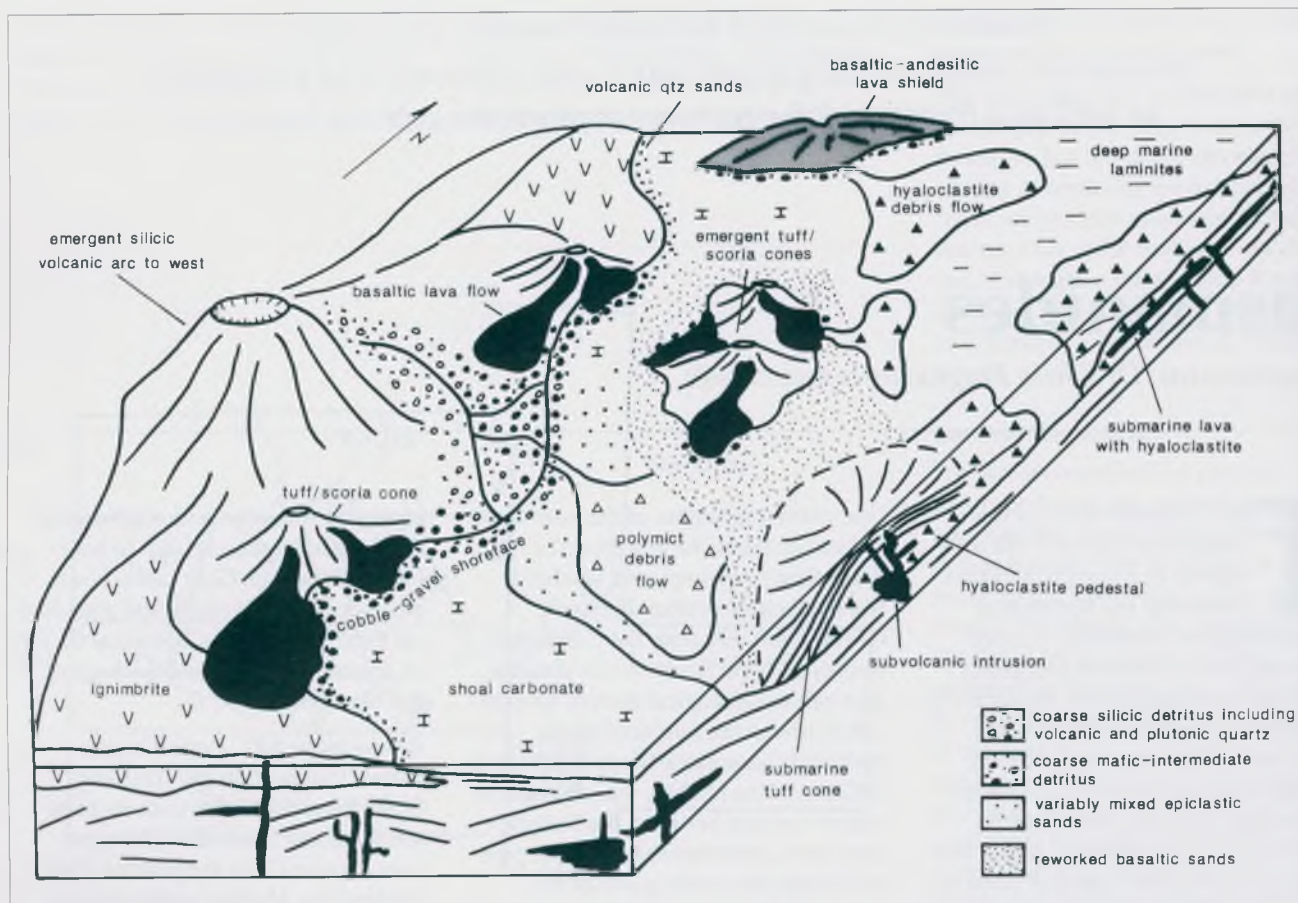 basaltic-andesitic
lava shield
volcanic qtz sands
N
deep marine
laminites
hyaloclastite
debris flow
emergent silicic
volcanic arc to west
emergent tuff/
scoria cones
basaltic lava flow
submarine lava
with hyaloclastite
tuff/scoria cone
polymict
debris
flow
cobble-gravel shoreface
hyaloclastite pedestal
subvolcanic intrusion
ignimbrite
shoal carbonate
submarine
tuff cone
coarse silicic detritus including
volcanic and plutonic quartz
coarse mafic-intermediate
detritus
variably mixed epiclastic
sands
reworked basaltic sands